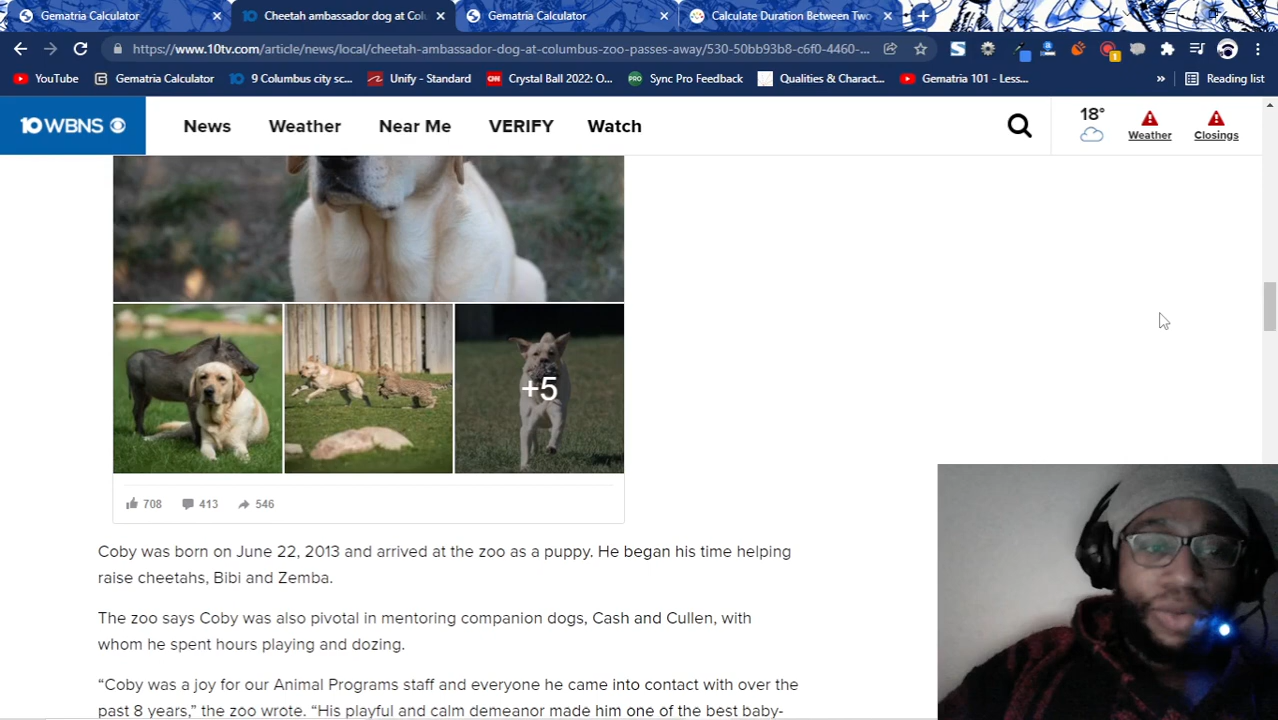 Gematria Calculator
Cheetah ambassador dog at Colu
Gematria Calculator
Calculate Duration Between Two
https://www.10tv.com/article/news/local/cheetah-ambassador-dog-at-columbus-zoo-passes-away/530-50bb93b8-c6f0-4460-...
YouTube
Gematria Calculator
9 Columbus city sc...
Unify - Standard
Crystal Ball 2022: O...
Sync Pro Feedback
Qualities & Charact...
Gematria 101 - Less...
»
Reading list
10 WBNS
News
Weather
Near Me
VERIFY
Watch
18°
Weather
Closings
+5
708
413
546
Coby was born on June 22, 2013 and arrived at the zoo as a puppy. He began his time helping
raise cheetahs, Bibi and Zemba.
The zoo says Coby was also pivotal in mentoring companion dogs, Cash and Cullen, with
whom he spent hours playing and dozing.
“Coby was a joy for our Animal Programs staff and everyone he came into contact with over the
past 8 years,” the zoo wrote. “His playful and calm demeanor made him one of the best baby-